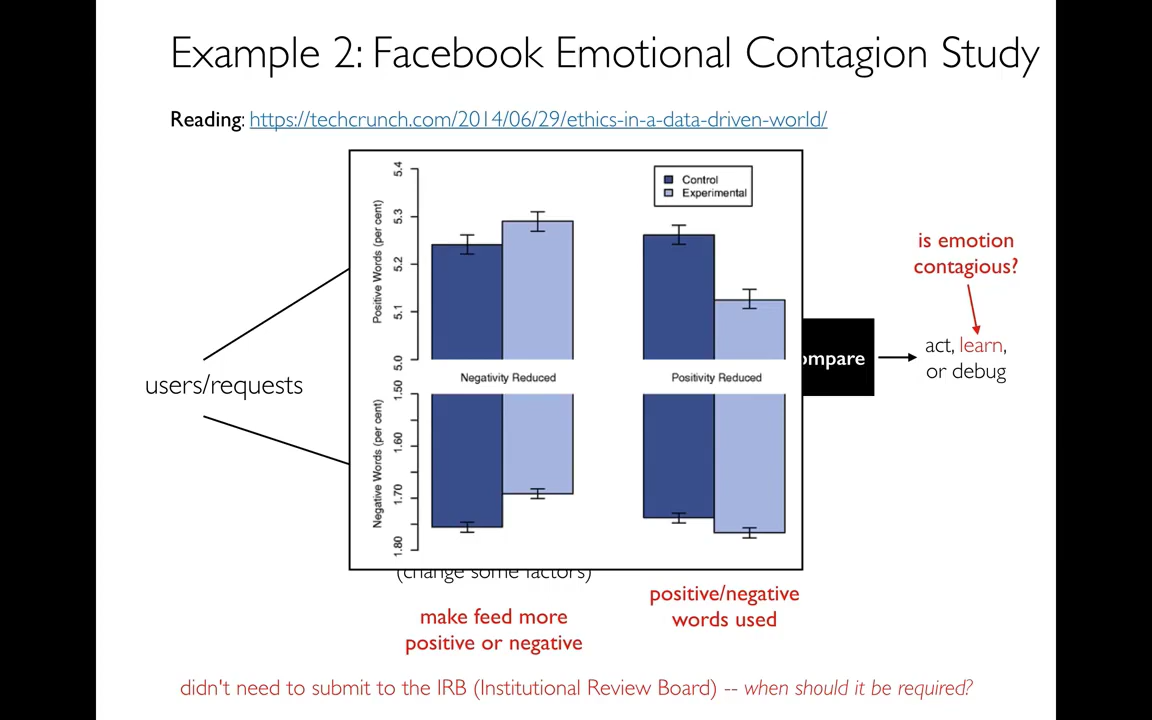 Example 2: Facebook Emotional Contagion Study
Reading: https://techcrunch.com/2014/06/29/ethics-in-a-data-driven-world/
5.4
5.3
5.2
5.1
5.0
Positive Words (per cent)
Control
Experimental
Negativity Reduced
Positivity Reduced
1.50
1.60
1.70
1.80
Negative Words (per cent)
users/requests
ompare
is emotion
contagious?
act, learn,
or debug
(change some factors)
make feed more
positive or negative
positive/negative
words used
didn't need to submit to the IRB (Institutional Review Board) -- when should it be required?